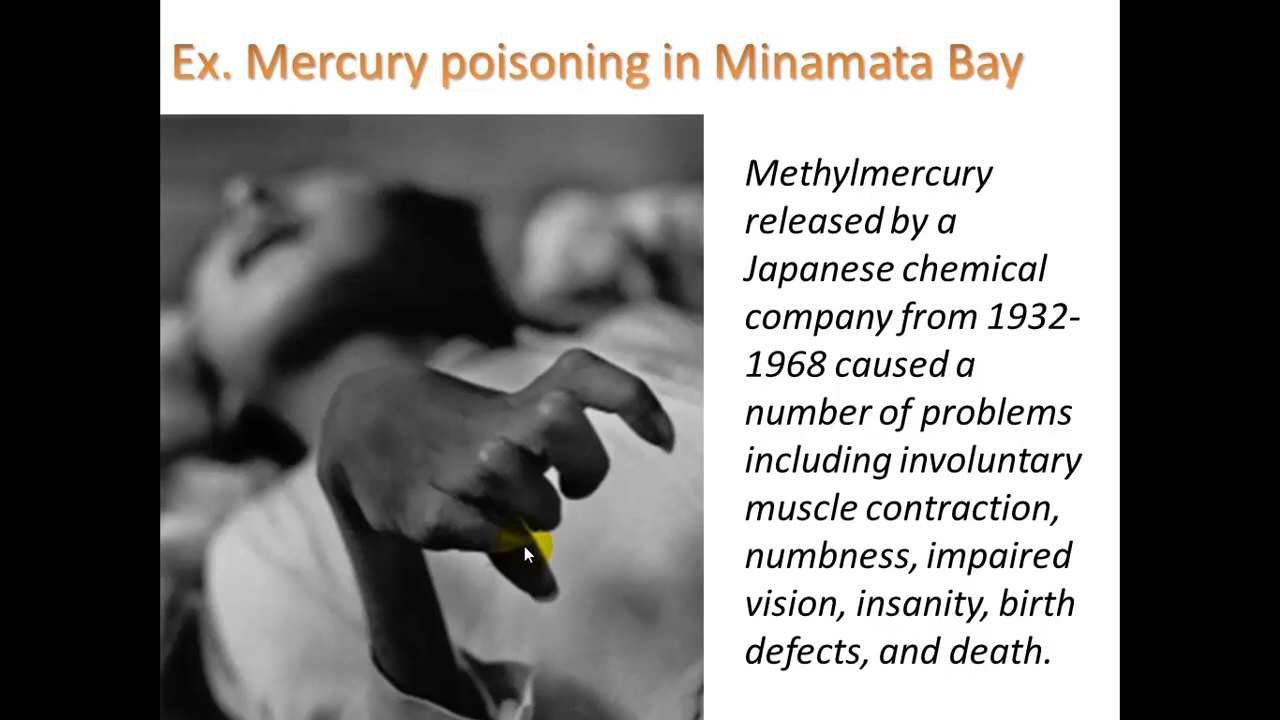 Ex. Mercury poisoning in Minamata Bay
Methylmercury
released by a
Japanese chemical
company from 1932-
1968 caused a
number of problems
including involuntary
muscle contraction,
numbness, impaired
vision, insanity, birth
defects, and death.